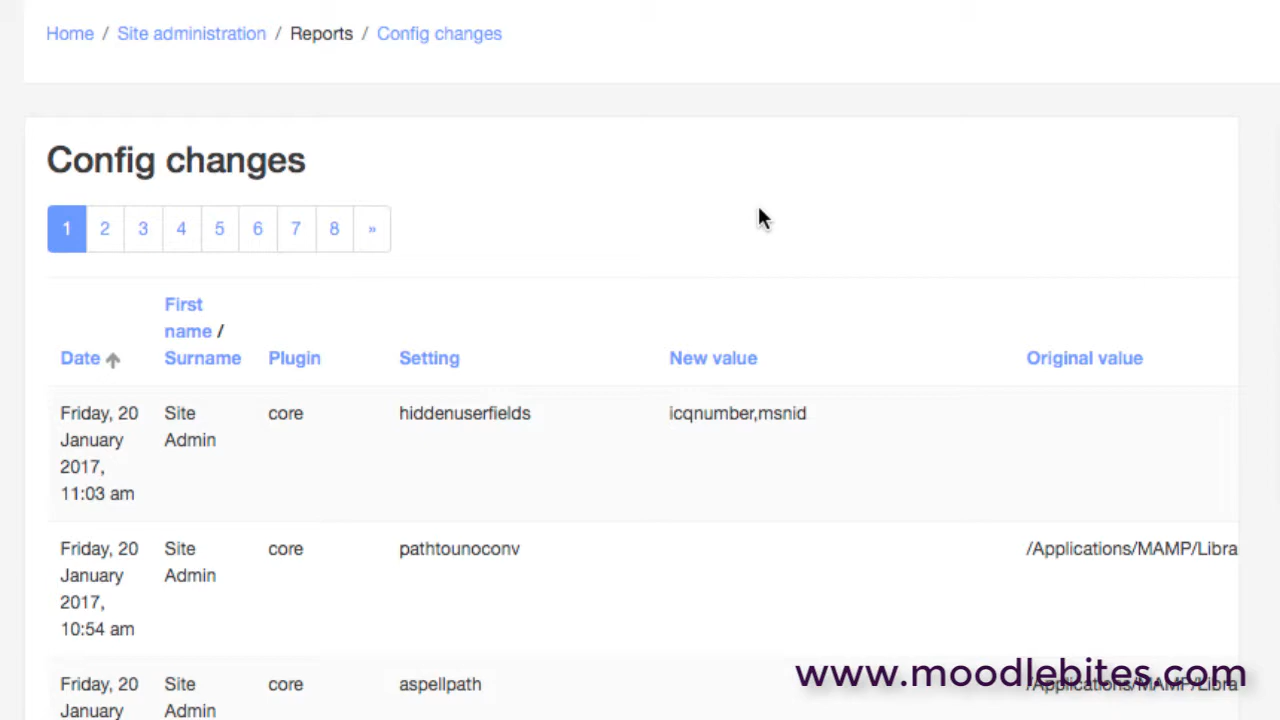 Home / Site administration / Reports / Config changes
Config changes
1 2 3 4 5 6 7 8 »
First
name /
Date Surname Plugin Setting New value Original value
Friday, 20 Site core hiddenuserfields icqnumber,msnid
January Admin
2017,
11:03 am
Friday, 20 Site core pathtounoconv /Applications/MAMP/Libra
January Admin
2017,
10:54 am
www.moodlebites.com
Friday, 20 Site core aspellpath /Applications/MAMP/Libra
January Admin